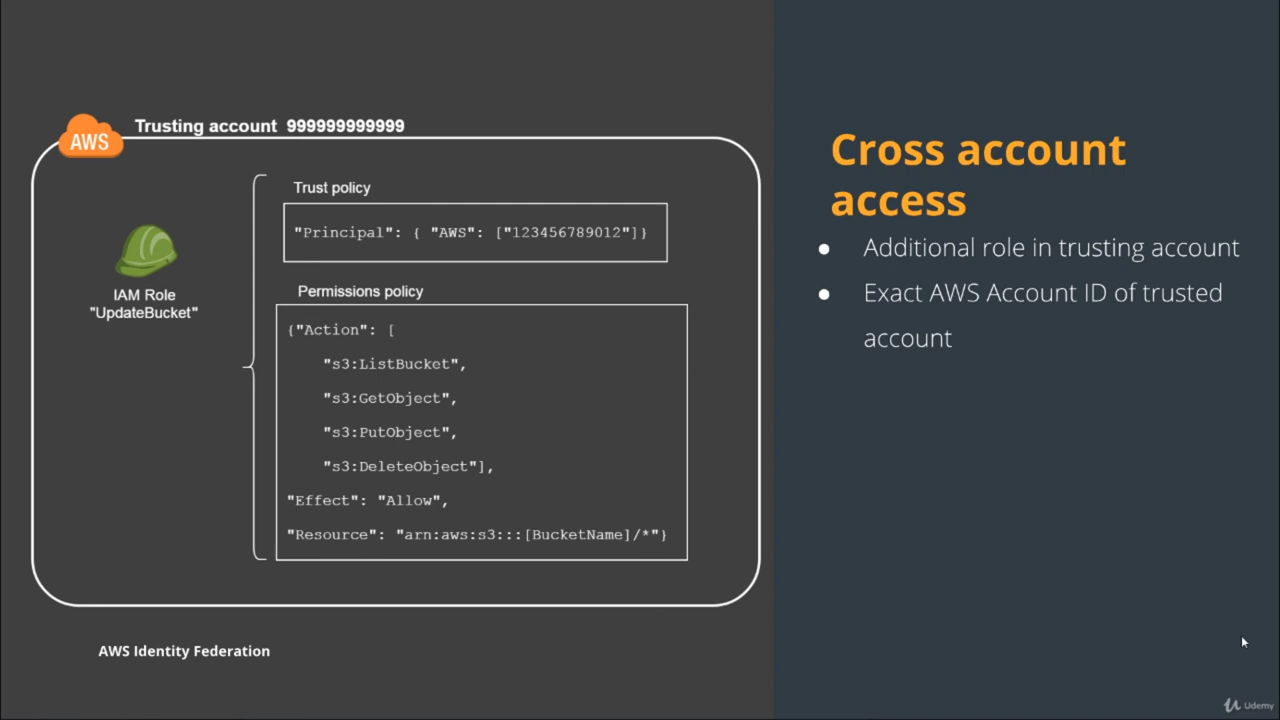 AWS
Trusting account 999999999999
Trust policy
"Principal": { "AWS": ["123456789012"]}
IAM Role
"UpdateBucket"
Permissions policy
{"Action": [
"s3:ListBucket",
"s3:GetObject",
"s3:PutObject",
"s3:DeleteObject"],
"Effect": "Allow",
"Resource": "arn:aws:s3:::[BucketName]/*"}
AWS Identity Federation
Cross account
access
● Additional role in trusting account
● Exact AWS Account ID of trusted
account
Udemy